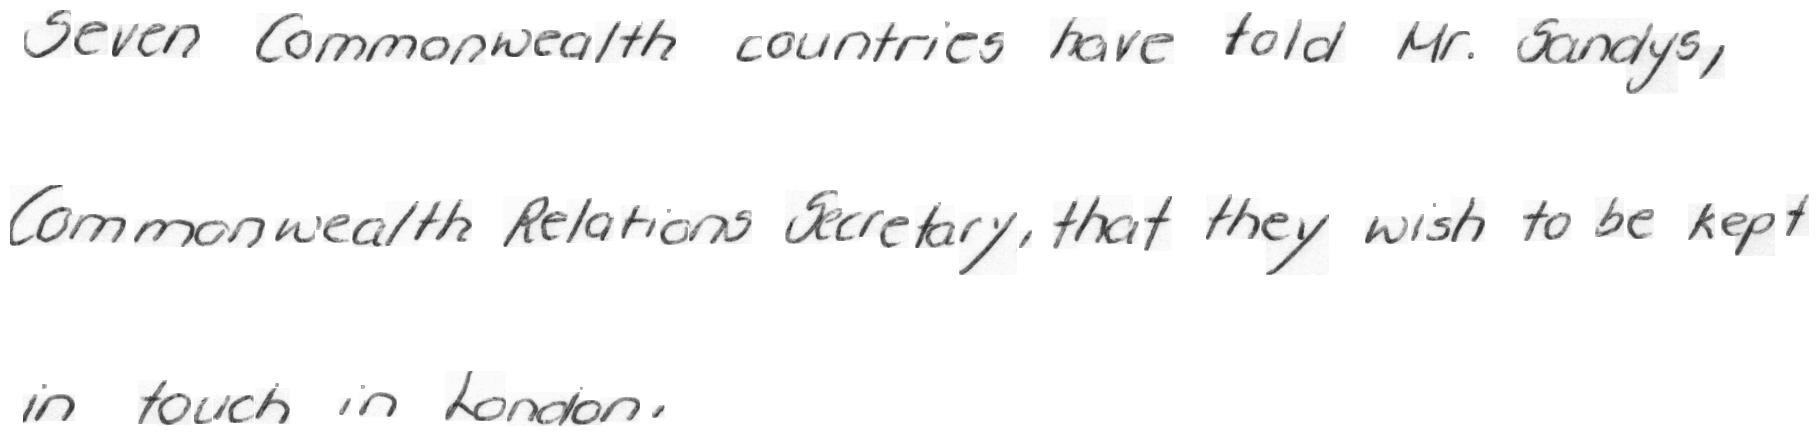 Seven Commonwealth countries have told Mr. Sandys,
Commonwealth Relations Secretary, that they wish to be kept
in touch in London.